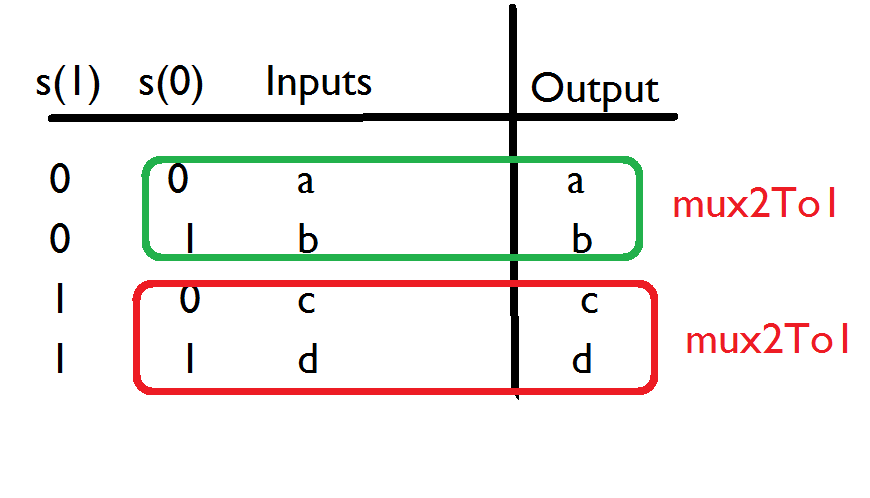 s(1) s(0) Inputs Output
0 0 a a
mux2To1
0 1 b b
1 0 c c
mux2To1
1 1 d d